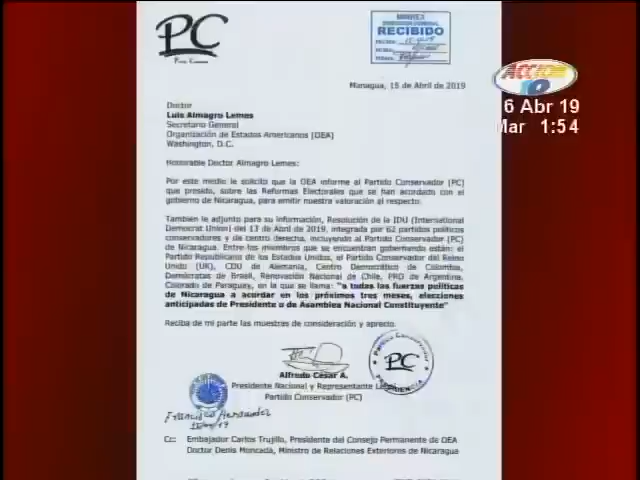 PC
MINREX
RECIBIDO
ACCION
10
6 Abr 19
Mar 1:54
Managua, 15 de Abril de 2019
Doctor
Luis Almagro Lemes
Secretario General
Organización de Estados Americanos (OEA)
Washington, D.C.
Honorable Doctor Almagro Lemes:
Por este medio le solicito que la OEA informe al Partido Conservador (PC)
que presido, sobre las Reformas Electorales que se han acordado con el
gobierno de Nicaragua, para emitir nuestra valoración al respecto.
También le adjunto para su información, Resolución de la IDU (International
Democrat Union) del 13 de Abril de 2019, integrada por 62 partidos políticos
conservadores y de centro derecha, incluyendo al Partido Conservador (PC)
de Nicaragua. Entre los miembros que se encuentran gobernando están: el
Partido Republicano de los Estados Unidos, el Partido Conservador del Reino
Unido (UK), CDU de Alemania, Centro Democrático de Colombia,
Demócratas de Brasil, Renovación Nacional de Chile, PRO de Argentina,
Colorado de Paraguay, en la que se llama: "a todas las fuerzas políticas
de Nicaragua a acordar en los próximos tres meses, elecciones
anticipadas de Presidente o de Asamblea Nacional Constituyente"
Reciba de mi parte las muestras de consideración y aprecio.
Alfredo César A.
Presidente Nacional y Representante
Partido Conservador (PC)
Partido Conservador
PC
PRESIDENCIA
Cc: Embajador Carlos Trujillo, Presidente del Consejo Permanente de OEA
Doctor Denis Moncada, Ministro de Relaciones Exteriores de Nicaragua